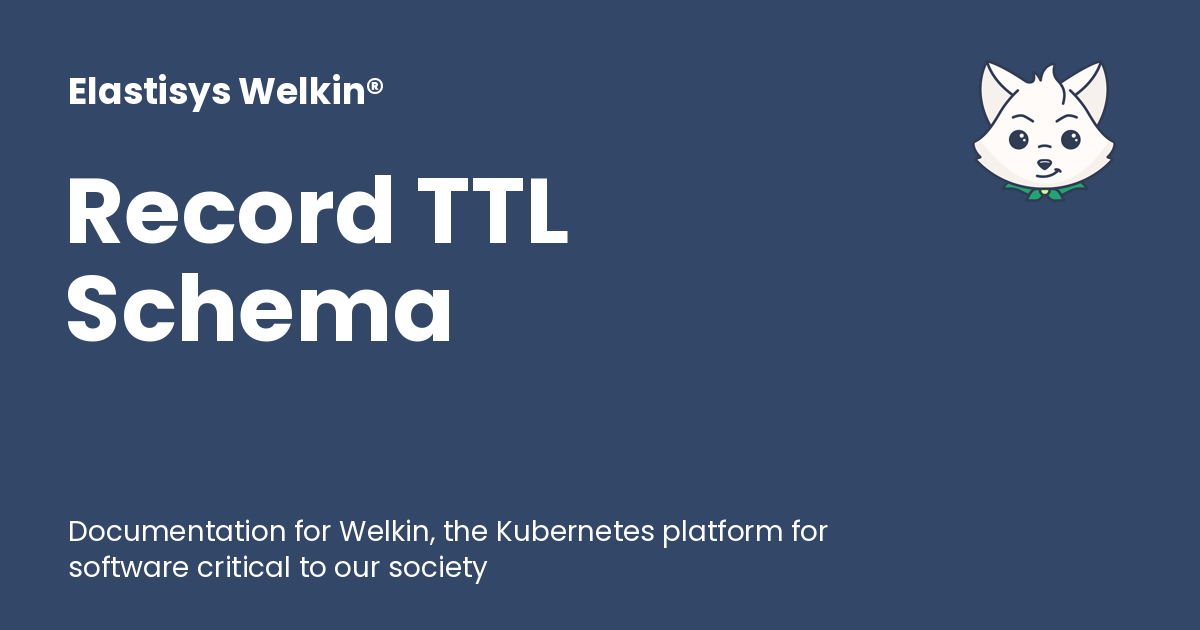 Elastisys Welkin®
Record TTL
Schema
Documentation for Welkin, the Kubernetes platform for
software critical to our society